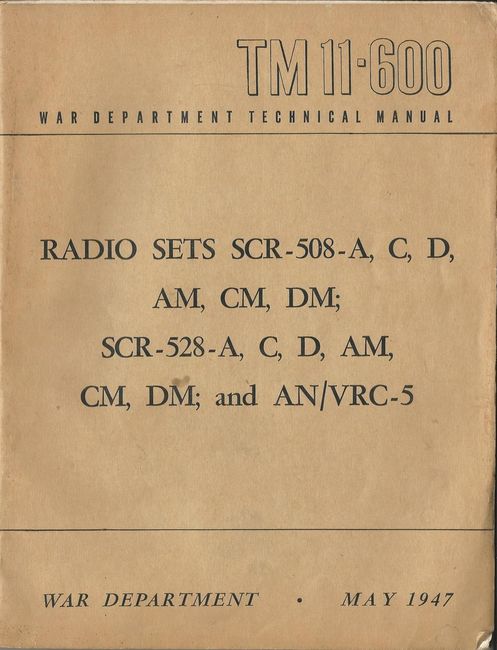 TM 11-600
WAR DEPARTMENT TECHNICAL MANUAL
RADIO SETS SCR-508-A, C, D,
AM, CM, DM;
SCR-528-A, C, D, AM,
CM, DM; and AN/VRC-5
WAR DEPARTMENT • MAY 1947